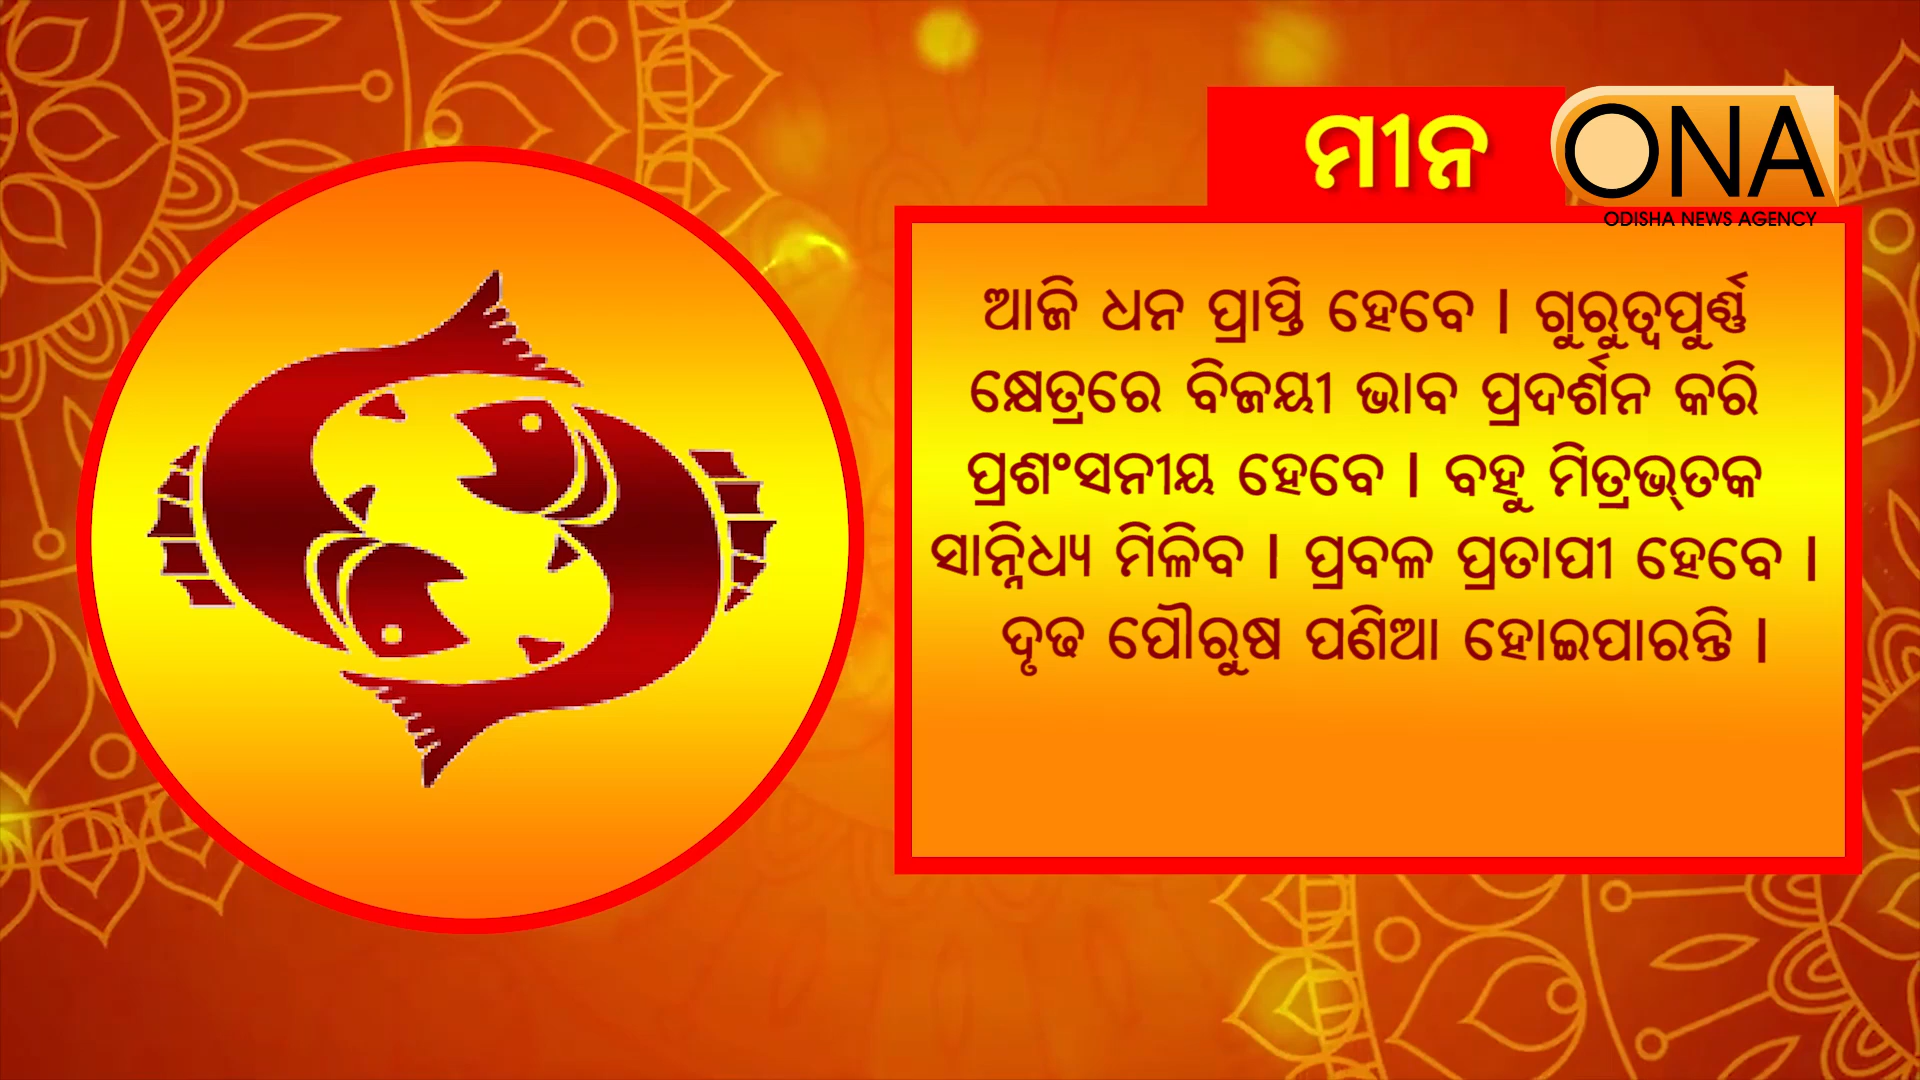 ମୀନ
ONA
ODISHA NEWS AGENCY
ଆଜି ଧନ ପ୍ରାପ୍ତି ହେବେ । ଗୁରୁତ୍ୱପୁର୍ଣ୍ଣ
କ୍ଷେତ୍ରରେ ବିଜୟୀ ଭାବ ପ୍ରଦର୍ଶନ କରି
ପ୍ରଶଂସନୀୟ ହେବେ । ବହୁ ମିତ୍ରଭ୍‌ତକ
ସାନ୍ନିଧ୍ୟ ମିଳିବ । ପ୍ରବଳ ପ୍ରତାପୀ ହେବେ ।
ଦୃଢ ପୌରୁଷ ପଣିଆ ହୋଇପାରନ୍ତି ।